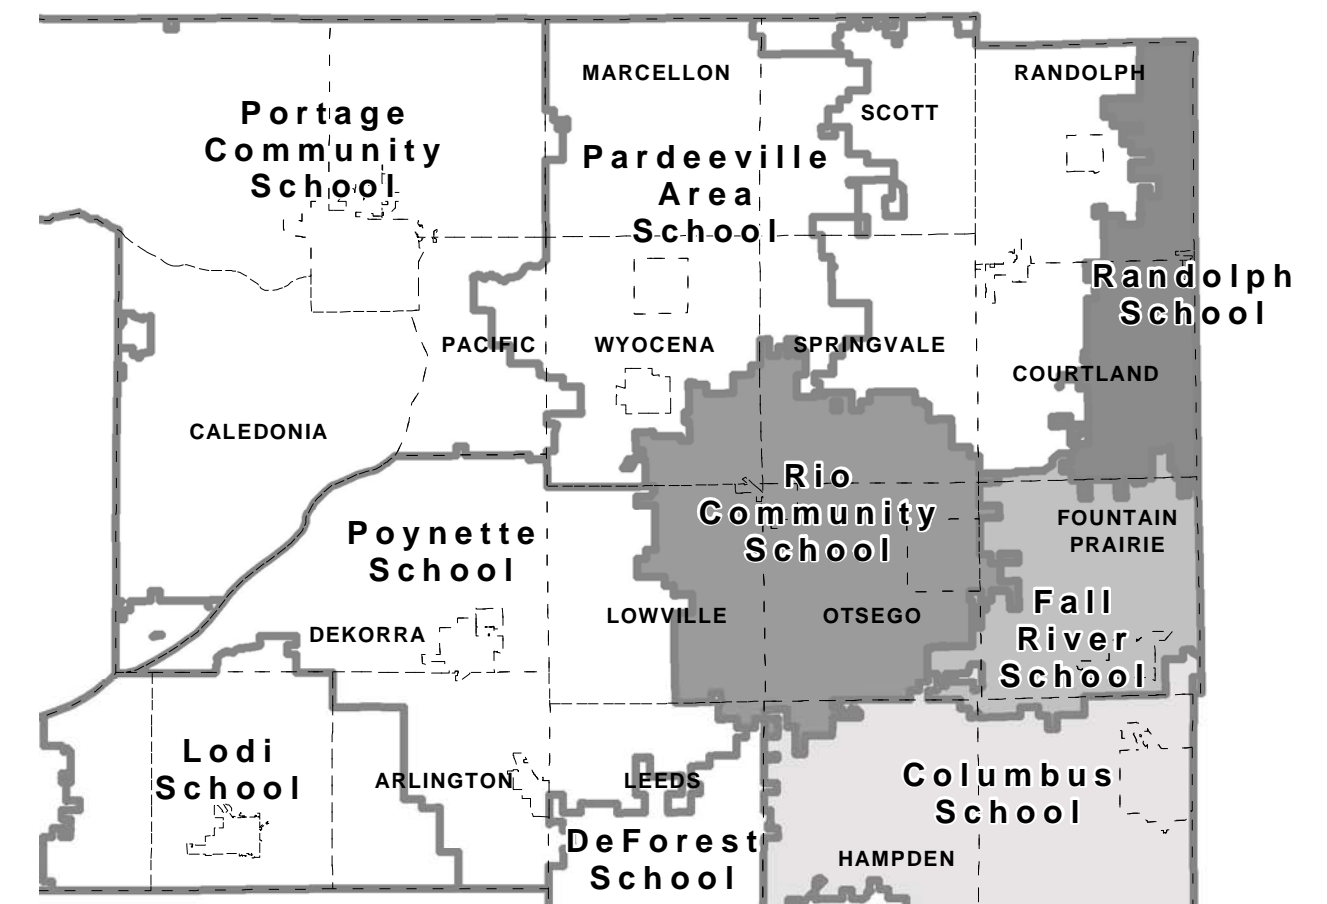 MARCELLON
RANDOLPH
SCOTT
Portage
Community
School
Pardeeville
Area
School
Randolph
School
PACIFIC
WYOCENA
SPRINGVALE
COURTLAND
CALEDONIA
Rio
Community
School
FOUNTAIN
PRAIRIE
Poynette
School
Fall
River
School
LOWVILLE
OTSEGO
DEKORRA
Lodi
School
ARLINGTON
LEEDS
Columbus
School
DeForest
School
HAMPDEN